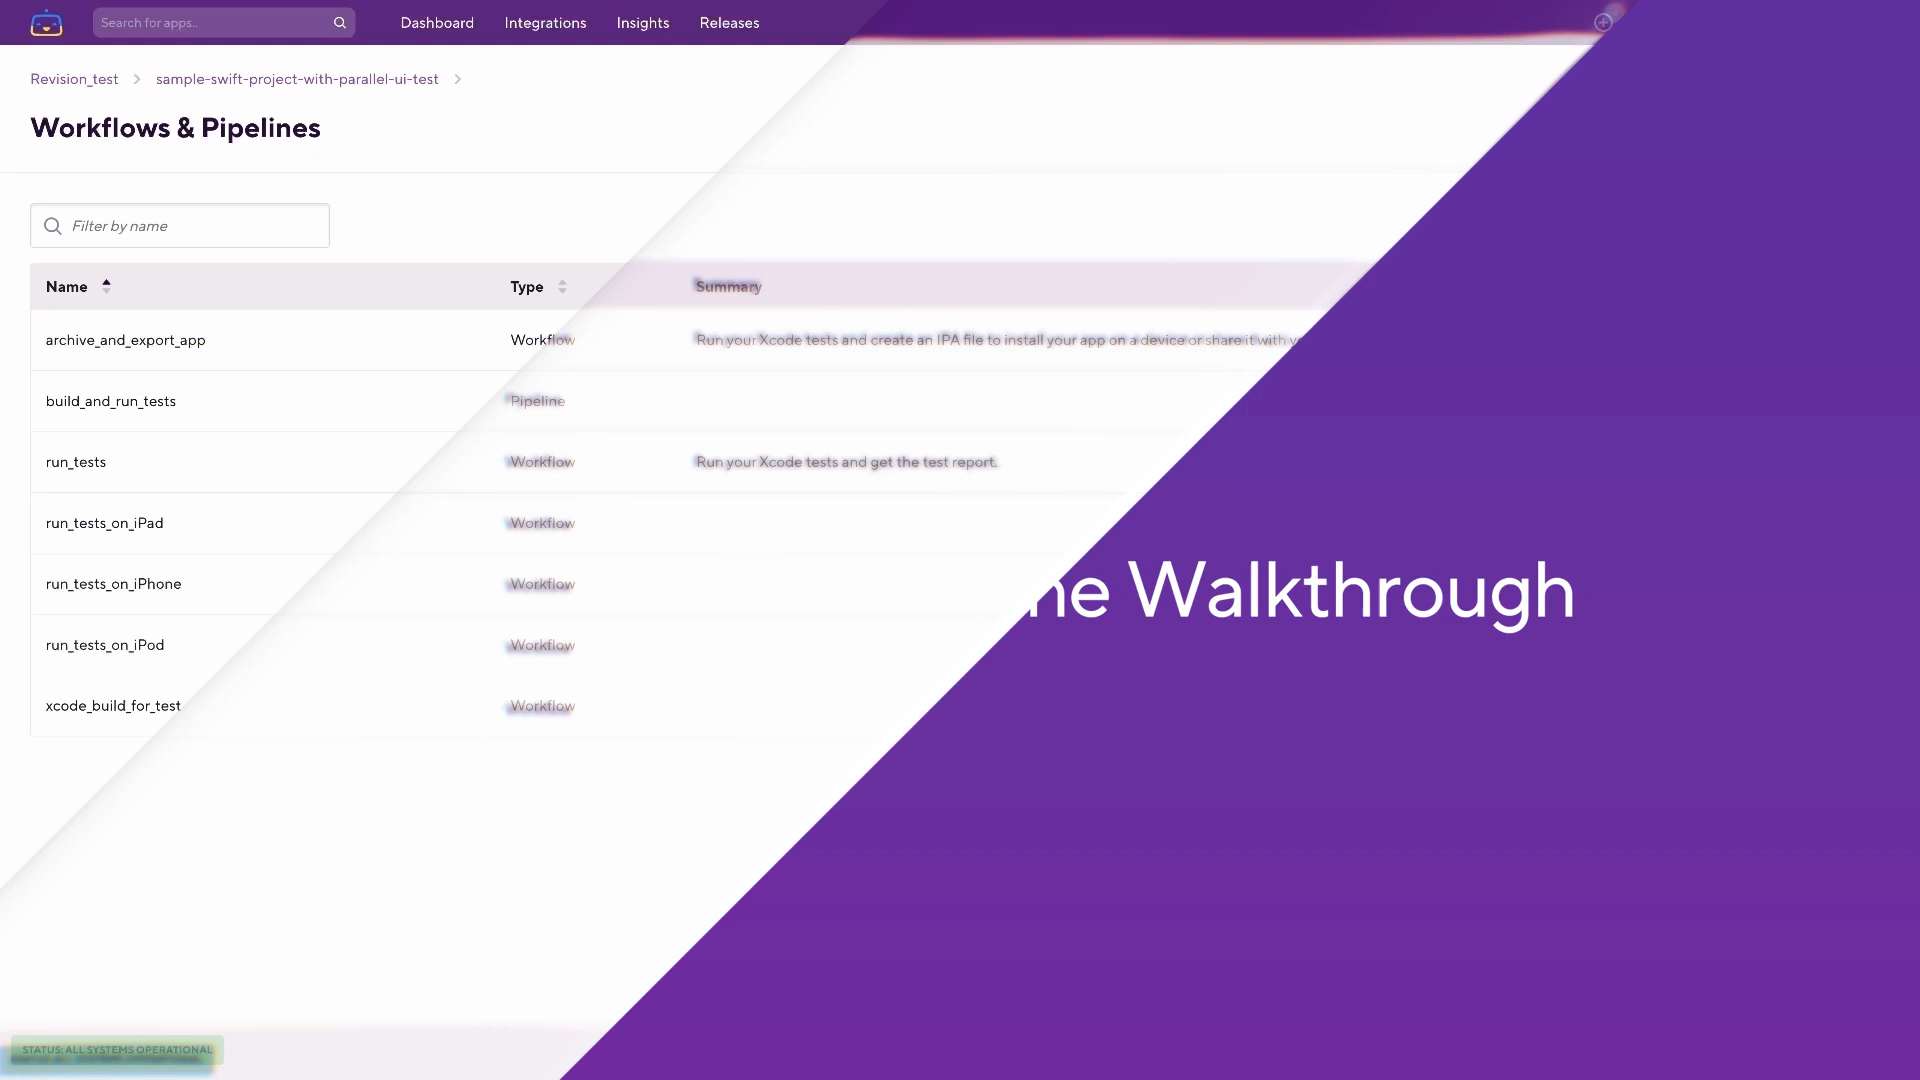 Search for apps..
Dashboard
Integrations
Insights
Releases
Revision_test
sample-swift-project-with-parallel-ui-test
Workflows & Pipelines
Filter by name
Name
Type
Summary
archive_and_export_app
Workflow
Run your Xcode tests and create an IPA file to install your app on a device or share it with
build_and_run_tests
Pipeline
run_tests
Workflow
Run your Xcode tests and get the test report.
run_tests_on_iPad
Workflow
run_tests_on_iPhone
Workflow
run_tests_on_iPod
Workflow
xcode_build_for_test
Workflow
Walkthrough
STATUS: ALL SYSTEMS OPERATIONAL